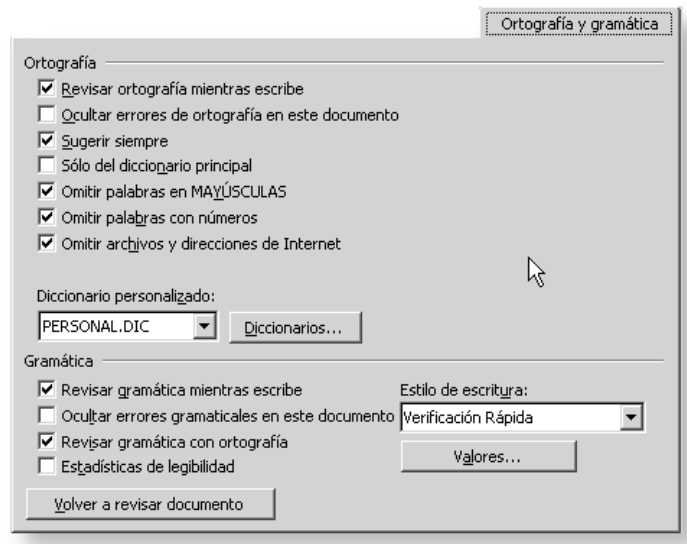 Ortografía y gramática
Ortografía
Revisar ortografía mientras escribe
Ocultar errores de ortografía en este documento
Sugerir siempre
Sólo del diccionario principal
Omitir palabras en MAYÚSCULAS
Omitir palabras con números
Omitir archivos y direcciones de Internet
Diccionario personalizado:
PERSONAL.DIC
Diccionarios...
Gramática
Revisar gramática mientras escribe
Ocultar errores gramaticales en este documento
Revisar gramática con ortografía
Estadísticas de legibilidad
Estilo de escritura:
Verificación Rápida
Valores...
Volver a revisar documento